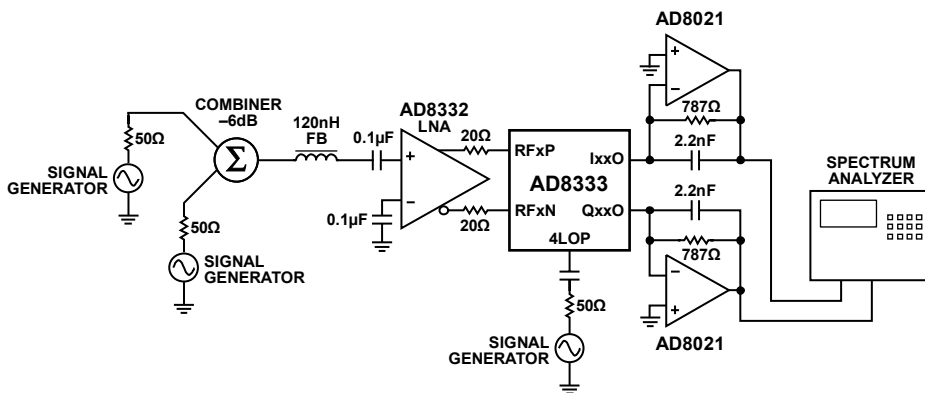 AD8021
+
–
787Ω
2.2nF
COMBINER
–6dB
50Ω
SIGNAL
GENERATOR
Σ
50Ω
SIGNAL
GENERATOR
120nH
FB
0.1µF
0.1µF
AD8332
LNA
+
–
20Ω
20Ω
RFxP
IxxO
AD8333
RFxN
QxxO
4LOP
50Ω
SIGNAL
GENERATOR
2.2nF
787Ω
–
+
AD8021
SPECTRUM
ANALYZER